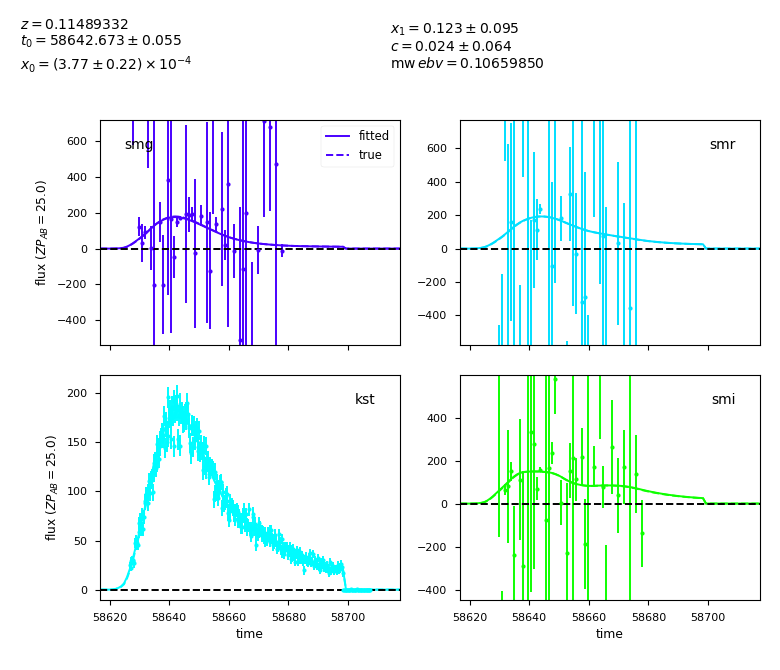 z = 0.11489332
t₀ = 58642.673 ± 0.055
x₀ = (3.77 ± 0.22) × 10⁻⁴
x₁ = 0.123 ± 0.095
c = 0.024 ± 0.064
mw ebv = 0.10659850
smg
fitted
true
600
400
200
0
−200
−400
flux (ZP_AB = 25.0)
smr
600
400
200
0
−200
−400
kst
200
150
100
50
0
flux (ZP_AB = 25.0)
58620 58640 58660 58680 58700
time
smi
400
200
0
−200
−400
58620 58640 58660 58680 58700
time